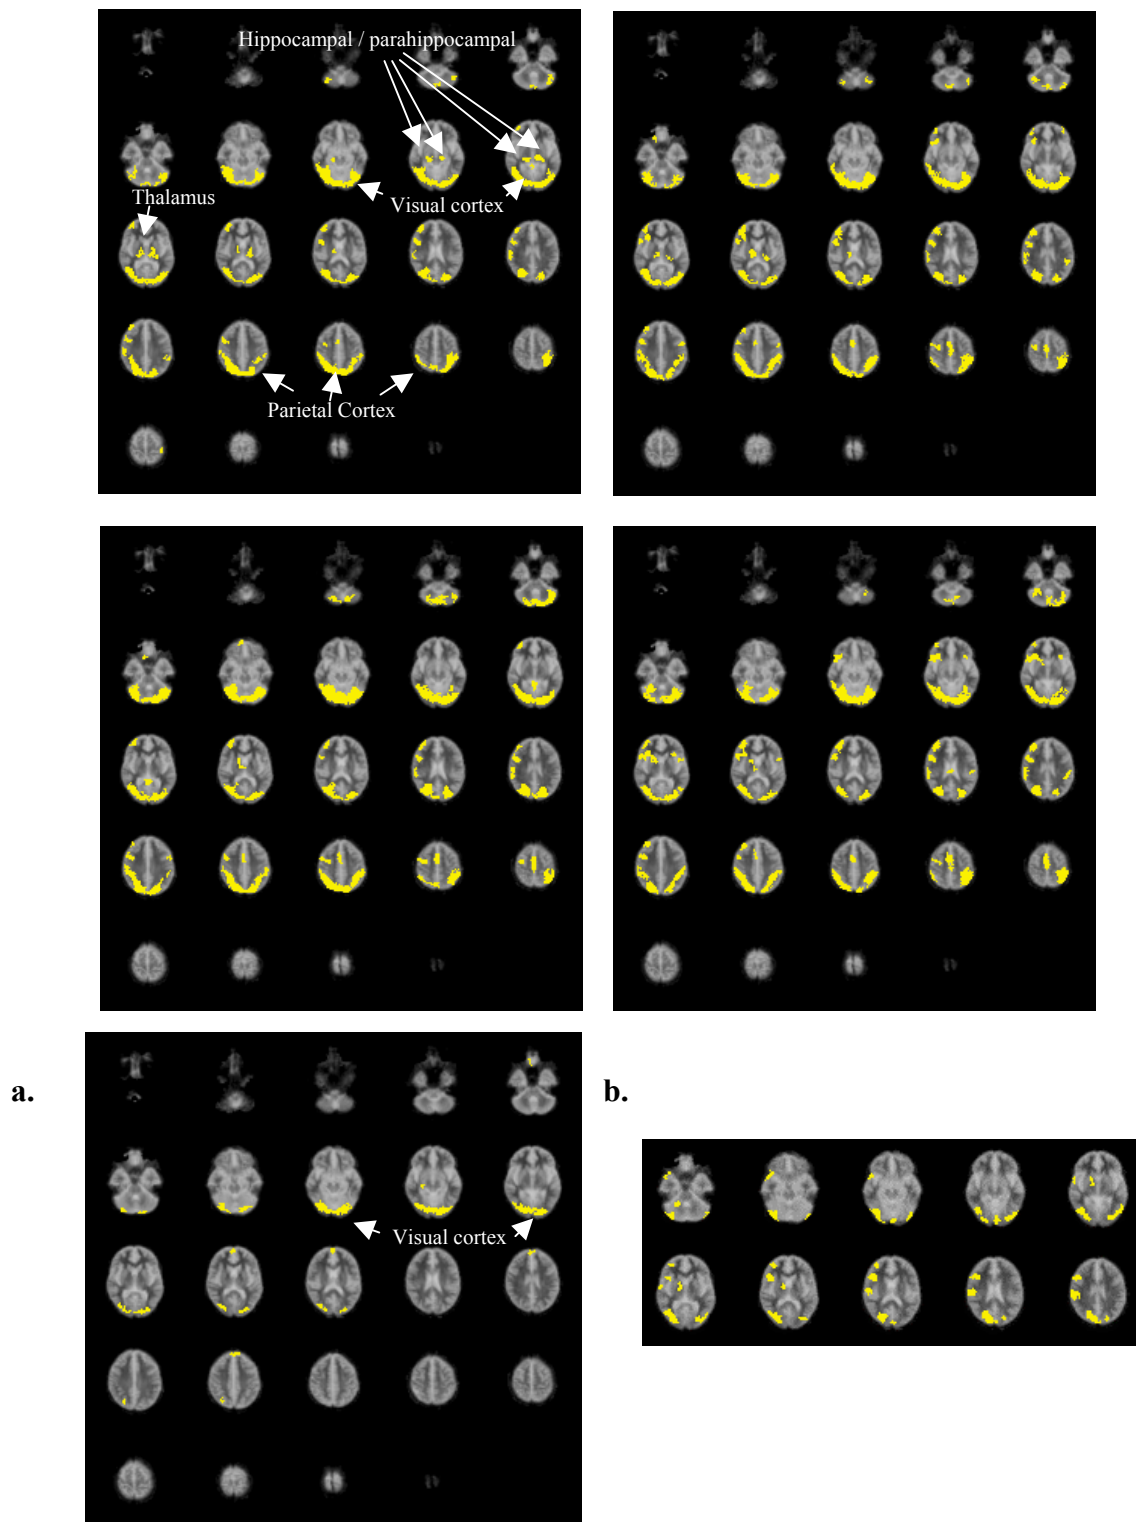 Hippocampal / parahippocampal
Thalamus
Visual cortex
Parietal Cortex
a.
b.
Visual cortex